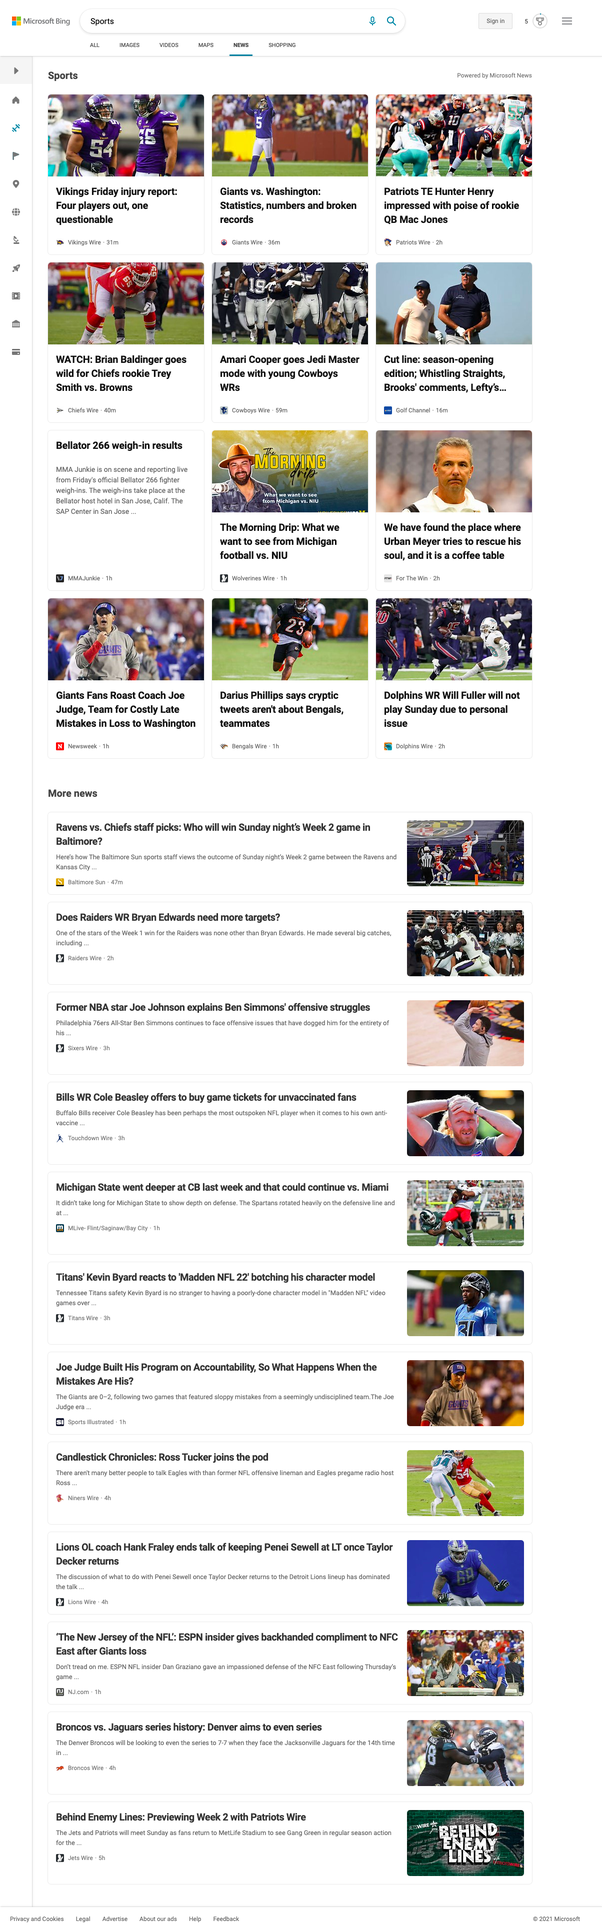 Microsoft Bing
Sports
Sign in
5
ALL IMAGES VIDEOS MAPS NEWS SHOPPING
Sports
Powered by Microsoft News
Vikings Friday injury report:
Four players out, one
questionable
Vikings Wire · 31m
Giants vs. Washington:
Statistics, numbers and broken
records
Giants Wire · 36m
Patriots TE Hunter Henry
impressed with poise of rookie
QB Mac Jones
Patriots Wire · 2h
WATCH: Brian Baldinger goes
wild for Chiefs rookie Trey
Smith vs. Browns
Chiefs Wire · 40m
Amari Cooper goes Jedi Master
mode with young Cowboys
WRs
Cowboys Wire · 59m
Cut line: season-opening
edition; Whistling Straights,
Brooks' comments, Lefty's...
Golf Channel · 16m
Bellator 266 weigh-in results
MMA Junkie is on scene and reporting live
from Friday's official Bellator 266 fighter
weigh-ins. The weigh-ins take place at the
Bellator host hotel in San Jose, Calif. The
SAP Center in San Jose ...
MMAJunkie · 1h
The
MORNING
drip
What we want to see
from Michigan vs. NIU
The Morning Drip: What we
want to see from Michigan
football vs. NIU
Wolverines Wire · 1h
We have found the place where
Urban Meyer tries to rescue his
soul, and it is a coffee table
For The Win · 2h
Giants Fans Roast Coach Joe
Judge, Team for Costly Late
Mistakes in Loss to Washington
Newsweek · 1h
23
Darius Phillips says cryptic
tweets aren't about Bengals,
teammates
Bengals Wire · 1h
Dolphins WR Will Fuller will not
play Sunday due to personal
issue
Dolphins Wire · 2h
More news
Ravens vs. Chiefs staff picks: Who will win Sunday night's Week 2 game in
Baltimore?
Here's how The Baltimore Sun sports staff views the outcome of Sunday night's Week 2 game between the Ravens and
Kansas City ...
Baltimore Sun · 47m
Does Raiders WR Bryan Edwards need more targets?
One of the stars of the Week 1 win for the Raiders was none other than Bryan Edwards. He made several big catches,
including ...
Raiders Wire · 2h
Former NBA star Joe Johnson explains Ben Simmons' offensive struggles
Philadelphia 76ers All-Star Ben Simmons continues to face offensive issues that have dogged him for the entirety of
his ...
Sixers Wire · 3h
Bills WR Cole Beasley offers to buy game tickets for unvaccinated fans
Buffalo Bills receiver Cole Beasley has been perhaps the most outspoken NFL player when it comes to his own anti-
vaccine ...
Touchdown Wire · 3h
Michigan State went deeper at CB last week and that could continue vs. Miami
It didn't take long for Michigan State to show depth on defense. The Spartans rotated heavily on the defensive line and
at ...
MLive- Flint/Saginaw/Bay City · 1h
Titans' Kevin Byard reacts to 'Madden NFL 22' botching his character model
Tennessee Titans safety Kevin Byard is no stranger to having a poorly-done character model in "Madden NFL" video
games over ...
Titans Wire · 3h
Joe Judge Built His Program on Accountability, So What Happens When the
Mistakes Are His?
The Giants are 0–2, following two games that featured sloppy mistakes from a seemingly undisciplined team.The Joe
Judge era ...
Sports Illustrated · 1h
Candlestick Chronicles: Ross Tucker joins the pod
There aren't many better people to talk Eagles with than former NFL offensive lineman and Eagles pregame radio host
Ross ...
Niners Wire · 4h
Lions OL coach Hank Fraley ends talk of keeping Penei Sewell at LT once Taylor
Decker returns
The discussion of what to do with Penei Sewell once Taylor Decker returns to the Detroit Lions lineup has dominated
the talk ...
Lions Wire · 4h
'The New Jersey of the NFL': ESPN insider gives backhanded compliment to NFC
East after Giants loss
Don't tread on me. ESPN NFL insider Dan Graziano gave an impassioned defense of the NFC East following Thursday's
game ...
NJ.com · 1h
Broncos vs. Jaguars series history: Denver aims to even series
The Denver Broncos will be looking to even the series to 7-7 when they face the Jacksonville Jaguars for the 14th time
in ...
Broncos Wire · 4h
Behind Enemy Lines: Previewing Week 2 with Patriots Wire
The Jets and Patriots will meet Sunday as fans return to MetLife Stadium to see Gang Green in regular season action
for the ...
Jets Wire · 5h
BEHIND
ENEMY
LINES
Privacy and Cookies Legal Advertise About our ads Help Feedback
© 2021 Microsoft